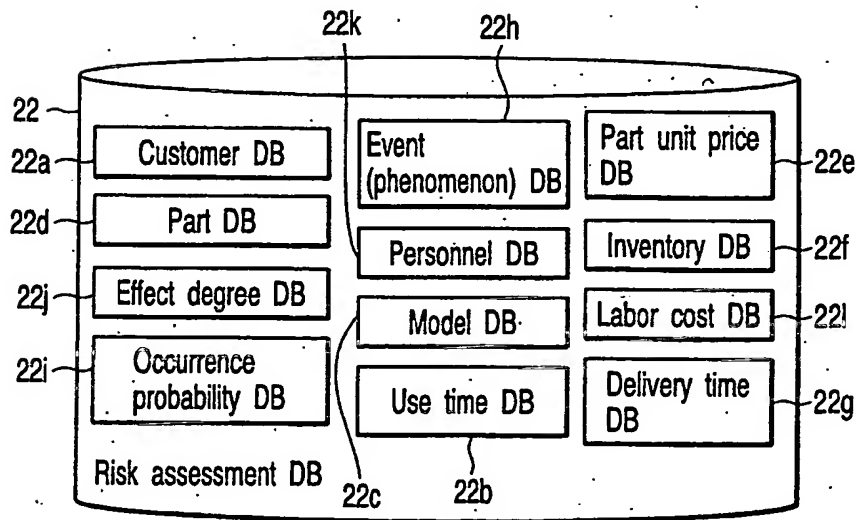 22k
22h
22
22a
Customer DB
Event
(phenomenon) DB
Part unit price
DB
22e
22d
Part DB
Personnel DB
Inventory DB
22f
22j
Effect degree DB
Model DB
Labor cost DB
22l
22i
Occurrence
probability DB
Use time DB
Delivery time
DB
22g
Risk assessment DB
22c
22b